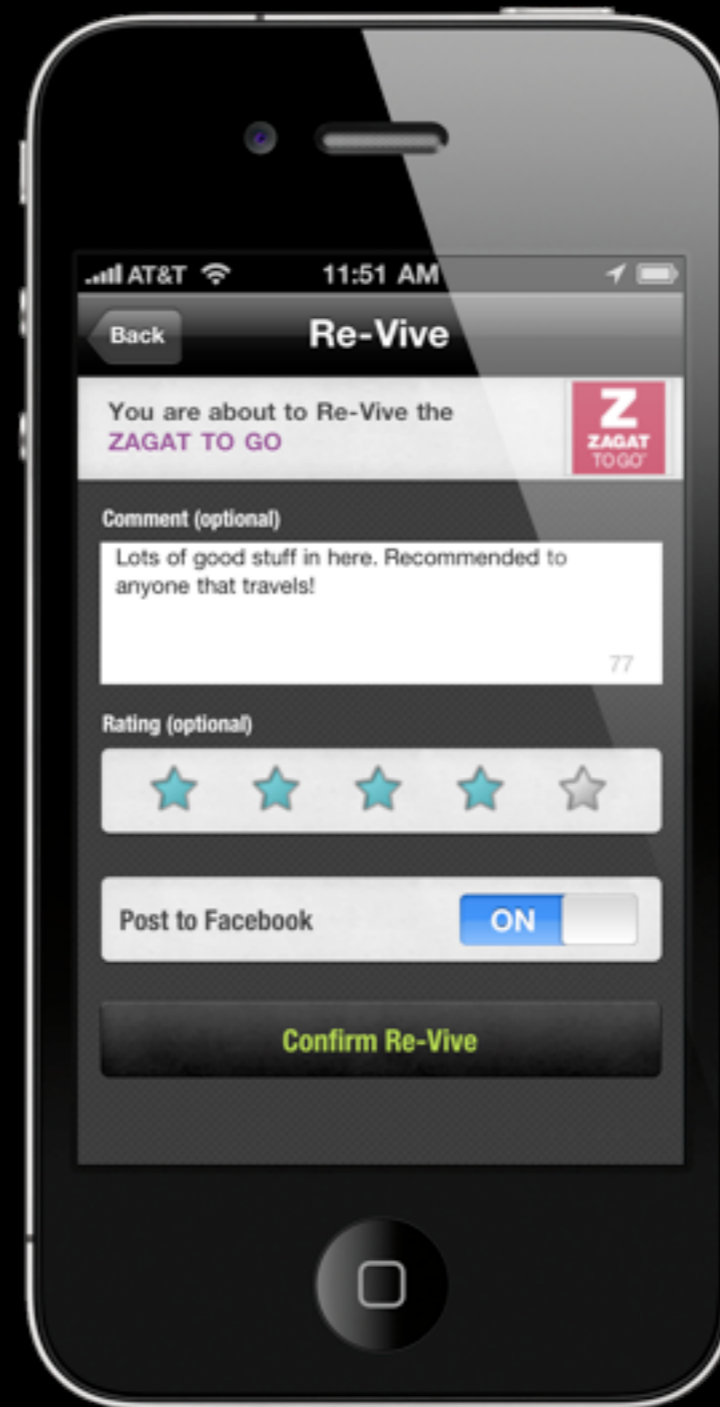 AT&T 11:51 AM
Back Re-Vive
You are about to Re-Vive the
ZAGAT TO GO
Z
ZAGAT
TO GO
Comment (optional)
Lots of good stuff in here. Recommended to
anyone that travels!
77
Rating (optional)
Post to Facebook ON
Confirm Re-Vive